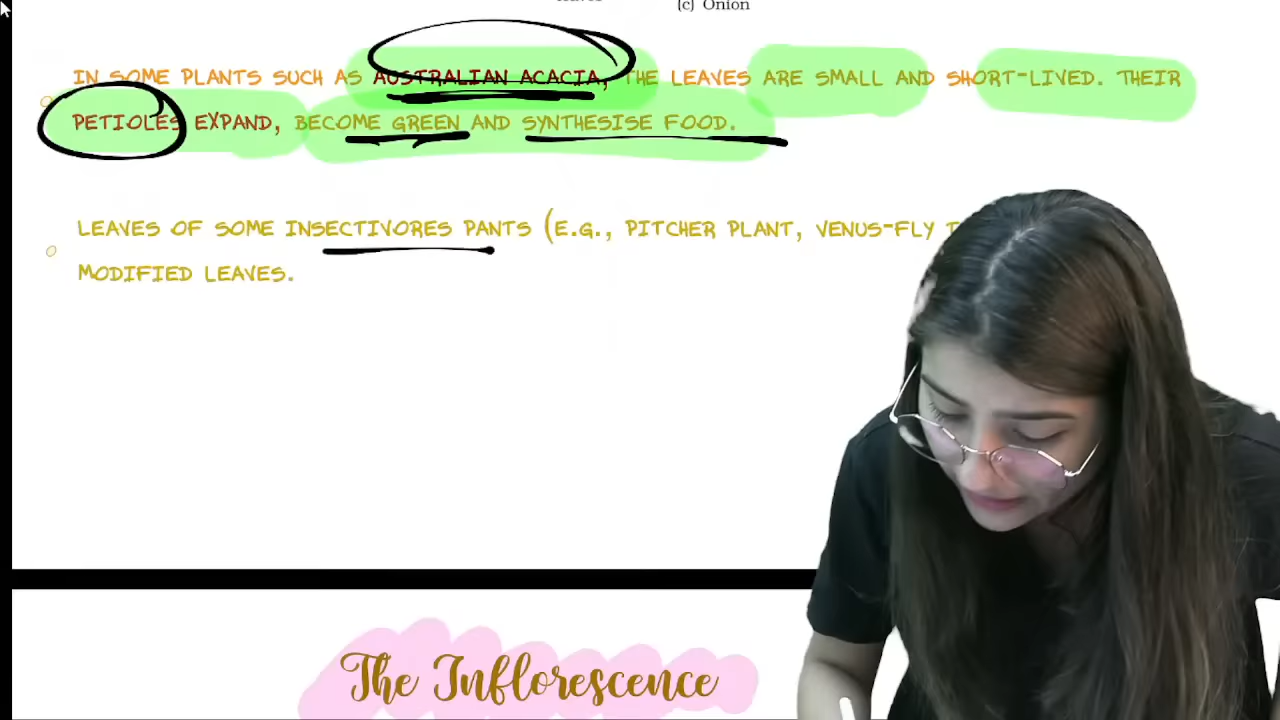 (c) Onion
IN SOME PLANTS SUCH AS AUSTRALIAN ACACIA, THE LEAVES ARE SMALL AND SHORT-LIVED. THEIR
PETIOLES EXPAND, BECOME GREEN AND SYNTHESISE FOOD.
LEAVES OF SOME INSECTIVORES PANTS (E.G., PITCHER PLANT, VENUS-FLY
MODIFIED LEAVES.
The Inflorescence